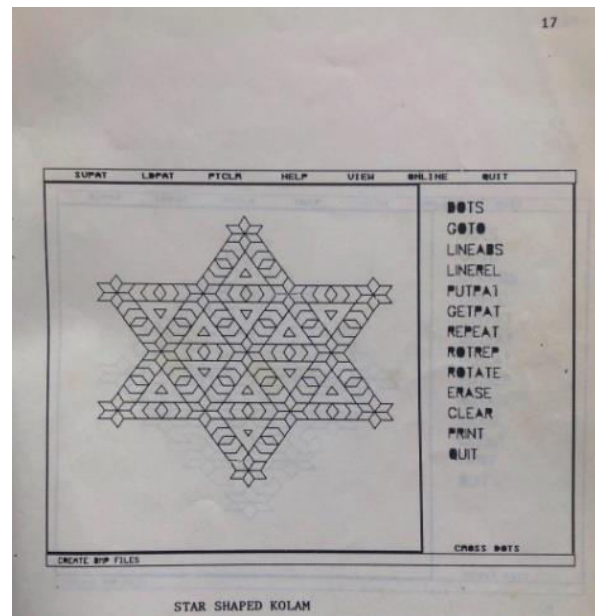 17
SVPAT LDPAT PTCLM HELP VIEW ONLINE QUIT
DOTS
GOTO
LINEABS
LINEREL
PUTPAT
GETPAT
REPEAT
ROTREP
ROTATE
ERASE
CLEAR
PRINT
QUIT
CROSS DOTS
CREATE BMP FILES
STAR SHAPED KOLAM